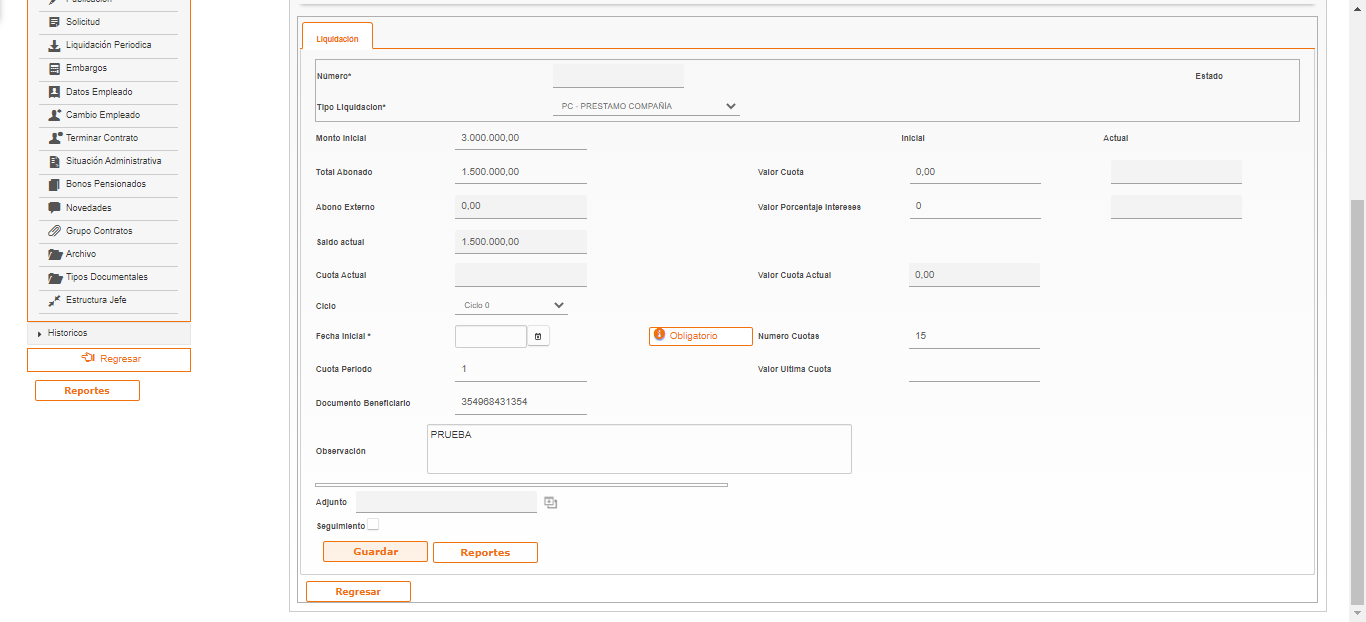 Solicitud
Liquidación Periodica
Embargos
Datos Empleado
Cambio Empleado
Terminar Contrato
Situación Administrativa
Bonos Pensionados
Novedades
Grupo Contratos
Archivo
Tipos Documentales
Estructura Jefe
Historicos
Regresar
Reportes
Liquidación
Número*
Estado
Tipo Liquidacion* PC - PRESTAMO COMPAÑÍA
Monto Inicial 3.000.000,00 Inicial Actual
Total Abonado 1.500.000,00 Valor Cuota 0,00
Abono Externo 0,00 Valor Porcentaje Intereses 0
Saldo actual 1.500.000,00
Cuota Actual Valor Cuota Actual 0,00
Ciclo Ciclo 0
Fecha Inicial * Obligatorio Numero Cuotas 15
Cuota Periodo 1 Valor Ultima Cuota
Documento Beneficiario 354968431354
Observación PRUEBA
Adjunto
Seguimiento
Guardar Reportes
Regresar